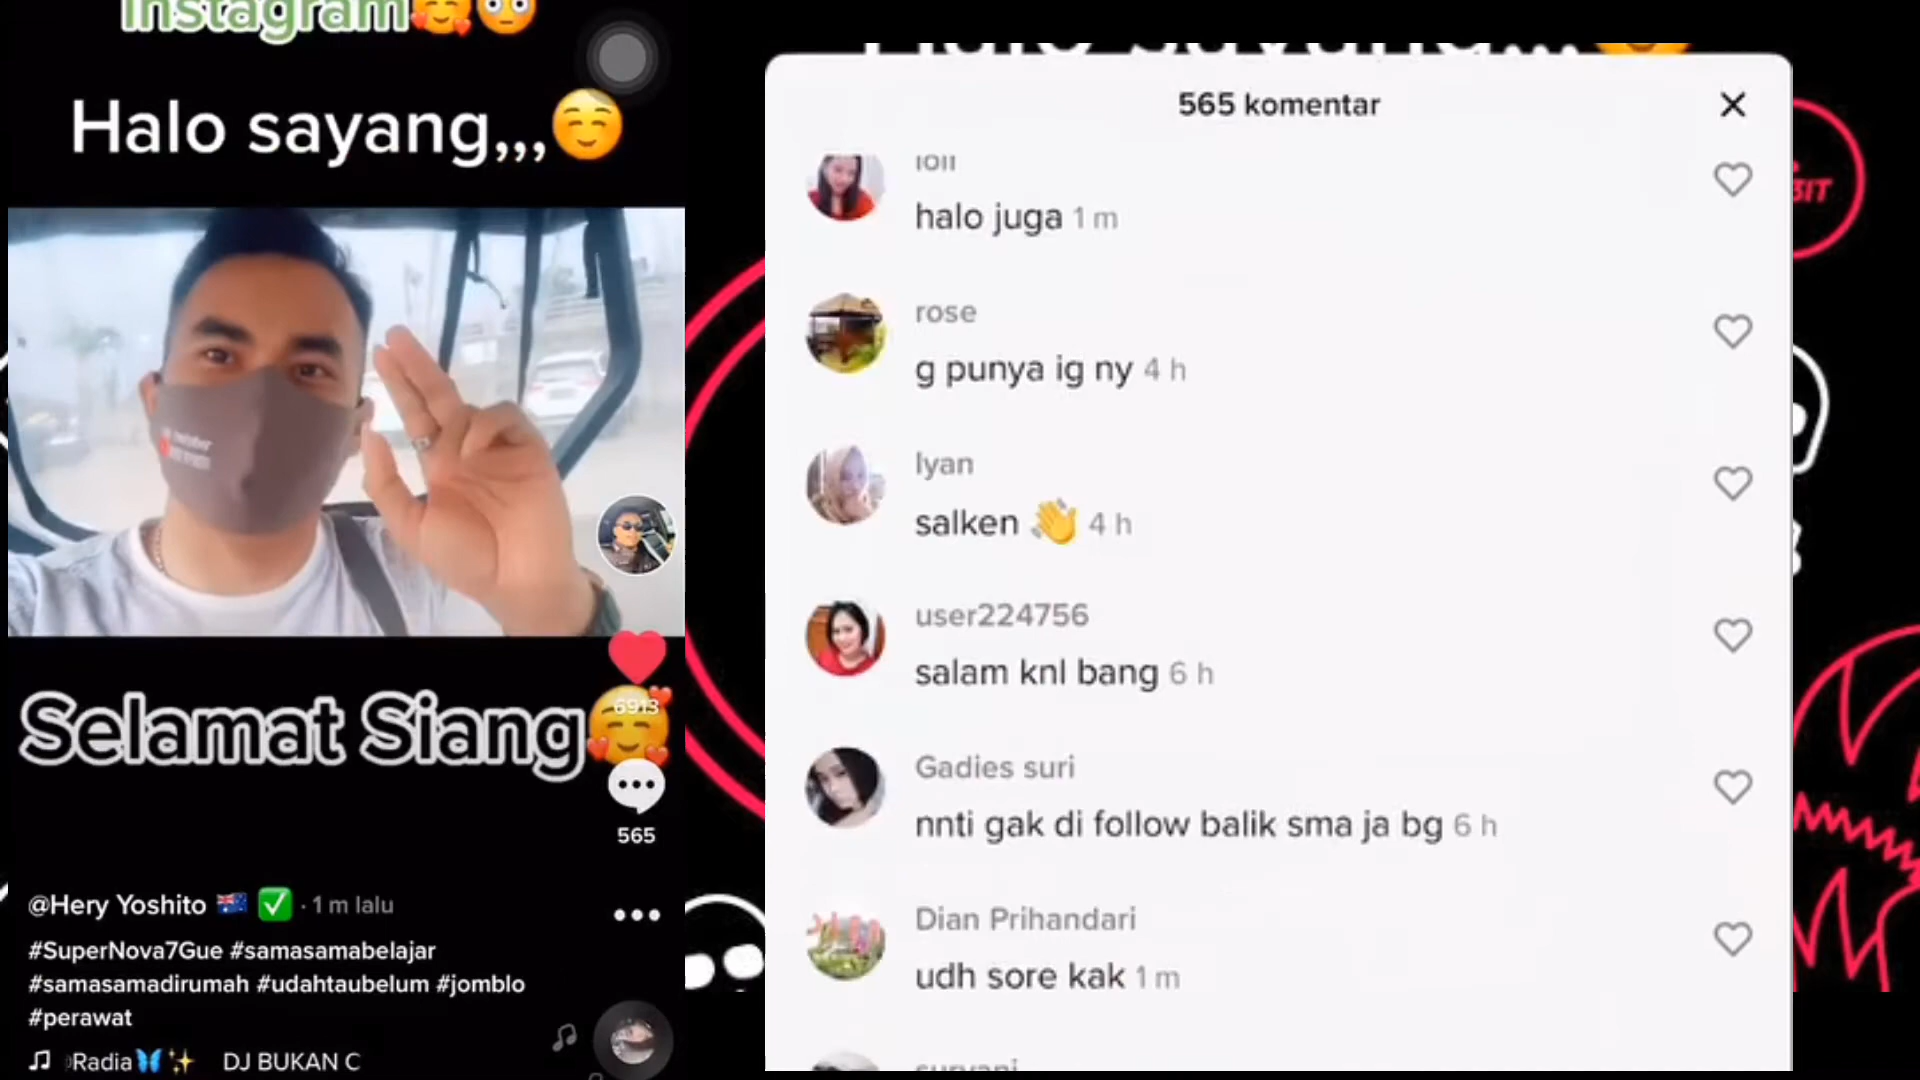 Instagram🥰😳
Halo sayang,,,☺️
Selamat Siang🥰
6913
565
@Hery Yoshito 🇦🇺 ✅ · 1 m lalu
#SuperNova7Gue #samasamabelajar
#samasamadirumah #udahtaubelum #jomblo
#perawat
Radia🦋✨ DJ BUKAN C
565 komentar
halo juga 1 m
rose
g punya ig ny 4 h
lyan
salken 👋 4 h
user224756
salam knl bang 6 h
Gadies suri
nnti gak di follow balik sma ja bg 6 h
Dian Prihandari
udh sore kak 1 m